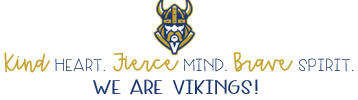 Kind HEART. Fierce MIND. Brave SPIRIT.
WE ARE VIKINGS!